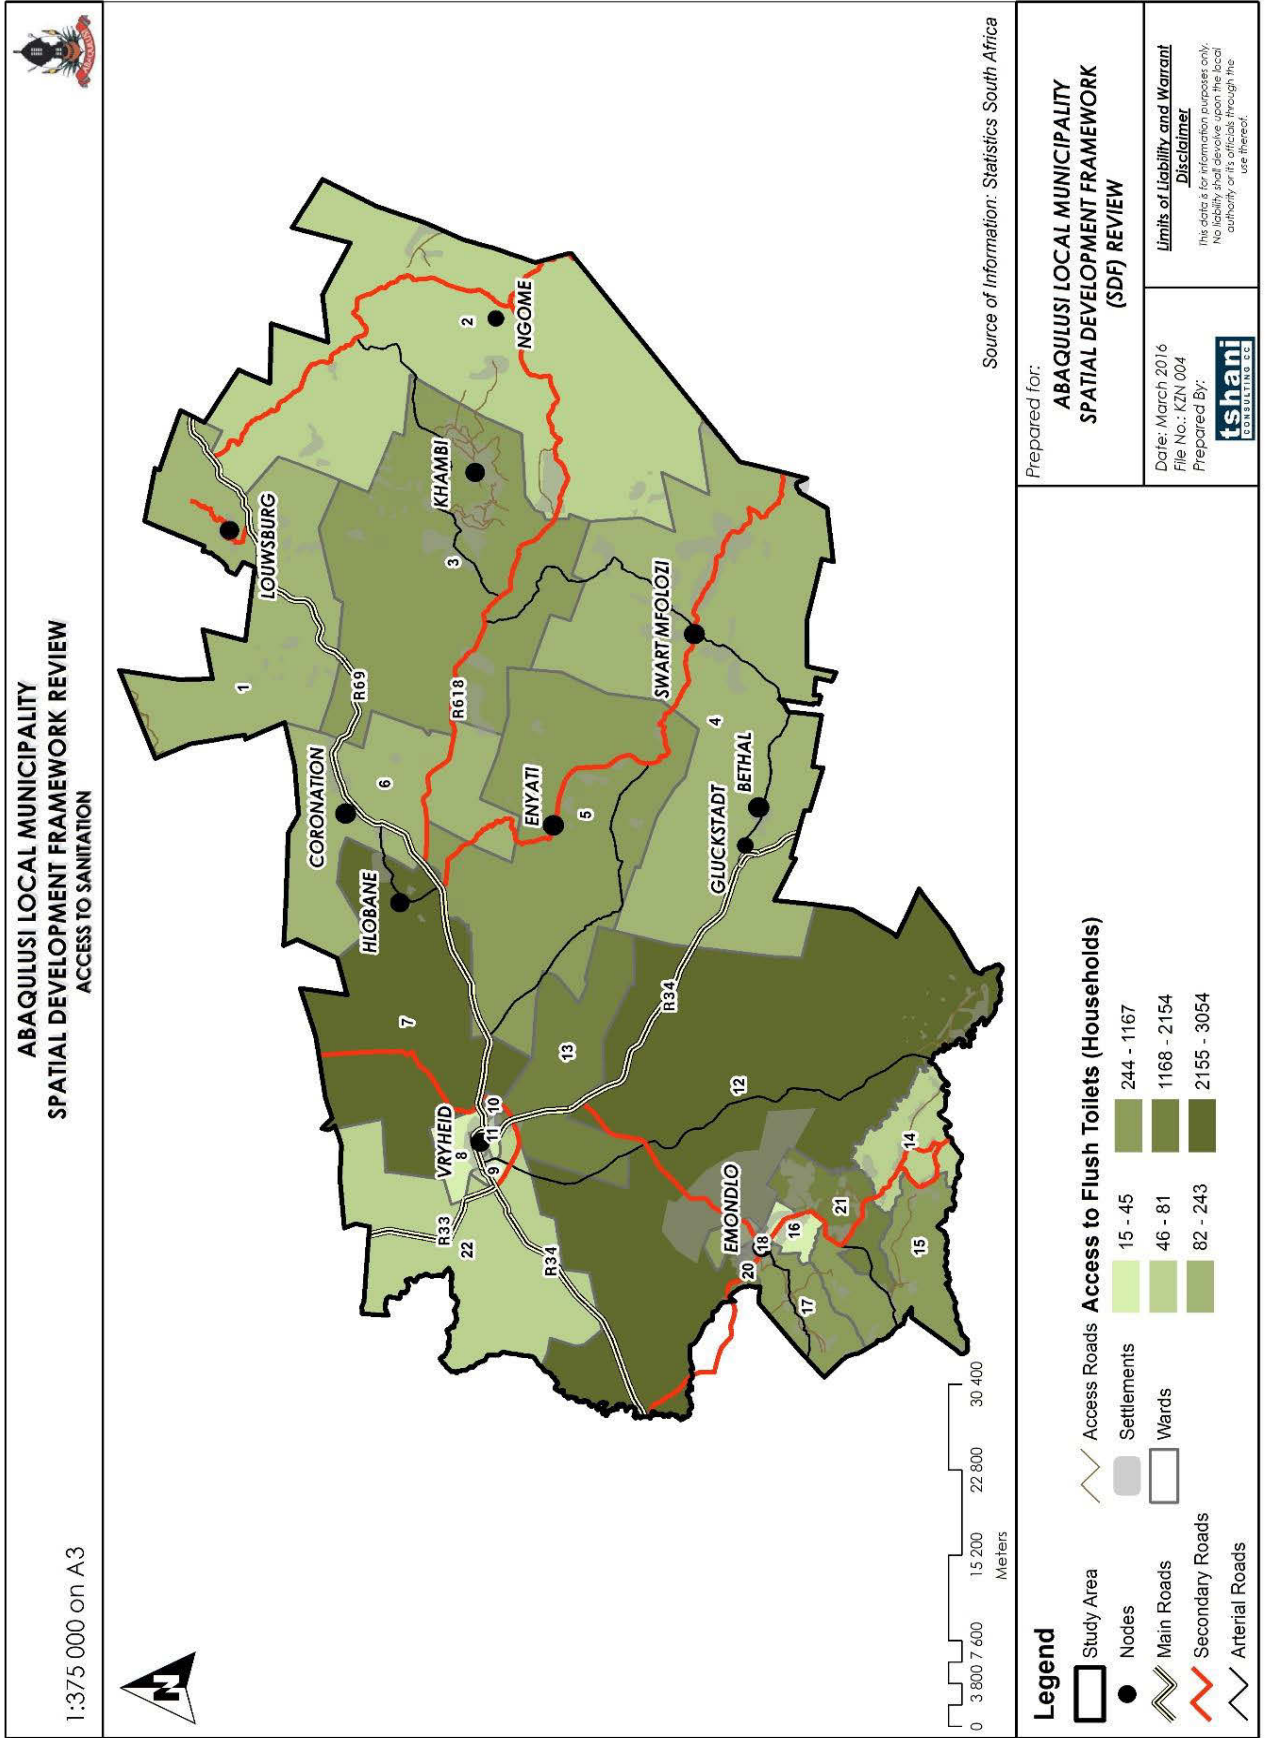 ABAQULUSI LOCAL MUNICIPALITY
SPATIAL DEVELOPMENT FRAMEWORK REVIEW
ACCESS TO SANITATION
1:375 000 on A3
N
LOUWSBURG
1
R69
CORONATION
6
HLOBANE
7
KHAMBI
3
2
NGOME
R618
ENYATI
5
SWART MFOLOZI
4
BETHAL
GLUCKSTADT
R34
13
12
VRYHEID
8
10
11
9
R33
22
R34
EMONDLO
18
20
16
21
17
14
15
0 3 800 7 600 15 200 22 800 30 400
Meters
Source of Information: Statistics South Africa
Legend
Study Area
Nodes
Main Roads
Secondary Roads
Arterial Roads
Access Roads
Settlements
Wards
Access to Flush Toilets (Households)
15 - 45
46 - 81
82 - 243
244 - 1167
1168 - 2154
2155 - 3054
Prepared for:
ABAQULUSI LOCAL MUNICIPALITY
SPATIAL DEVELOPMENT FRAMEWORK
(SDF) REVIEW
Date: March 2016
File No.: KZN 004
Prepared By:
tshani
CONSULTING CC
Limits of Liability and Warrant
Disclaimer
This data is for information purposes only.
No liability shall devolve upon the local
authority or it's officials through the
use thereof.